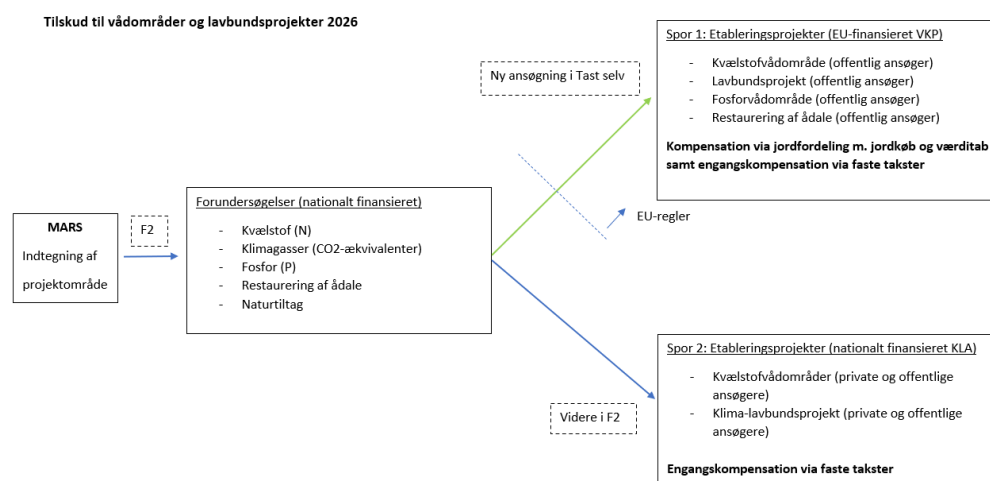 Tilskud til vådområder og lavbundsprojekter 2026
MARS
Indtegning af
projektområde
F2
Forundersøgelser (nationalt finansieret)
- Kvælstof (N)
- Klimagasser (CO2-ækvivalenter)
- Fosfor (P)
- Restaurering af ådale
- Naturtiltag
Ny ansøgning i Tast selv
EU-regler
Spor 1: Etableringsprojekter (EU-finansieret VKP)
- Kvælstofvådområde (offentlig ansøger)
- Lavbundsprojekt (offentlig ansøger)
- Fosforvådområde (offentlig ansøger)
- Restaurering af ådale (offentlig ansøger)
Kompensation via jordfordeling m. jordkøb og værditab
samt engangskompensation via faste takster
Videre i F2
Spor 2: Etableringsprojekter (nationalt finansieret KLA)
- Kvælstofvådområder (private og offentlige
ansøgere)
- Klima-lavbundsprojekt (private og offentlige
ansøgere)
Engangskompensation via faste takster